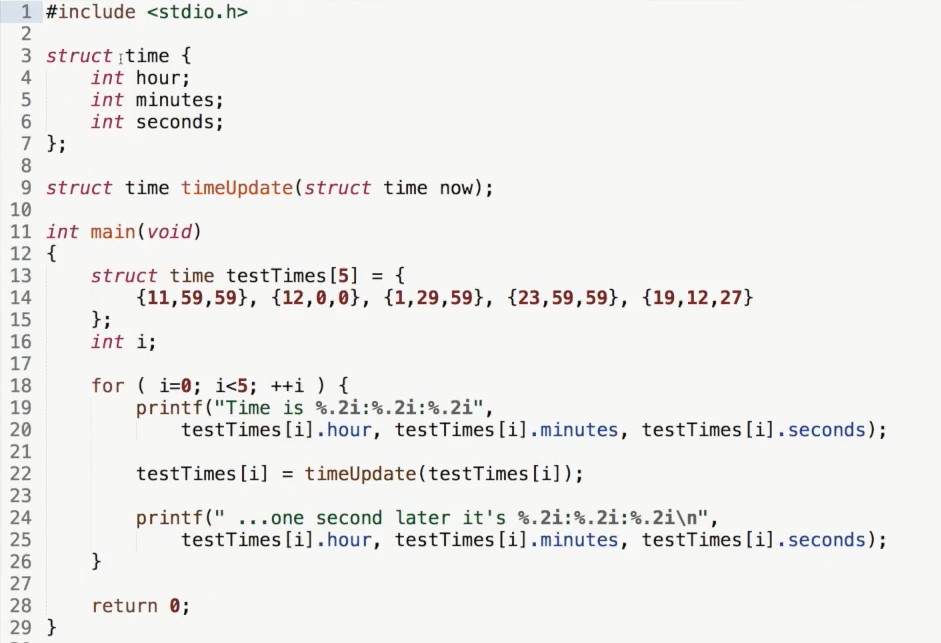 1 #include <stdio.h>
2
3 struct time {
4     int hour;
5     int minutes;
6     int seconds;
7 };
8
9 struct time timeUpdate(struct time now);
10
11 int main(void)
12 {
13     struct time testTimes[5] = {
14         {11,59,59}, {12,0,0}, {1,29,59}, {23,59,59}, {19,12,27}
15     };
16     int i;
17
18     for ( i=0; i<5; ++i ) {
19         printf("Time is %.2i:%.2i:%.2i",
20             testTimes[i].hour, testTimes[i].minutes, testTimes[i].seconds);
21
22         testTimes[i] = timeUpdate(testTimes[i]);
23
24         printf(" ...one second later it's %.2i:%.2i:%.2i\n",
25             testTimes[i].hour, testTimes[i].minutes, testTimes[i].seconds);
26     }
27
28     return 0;
29 }